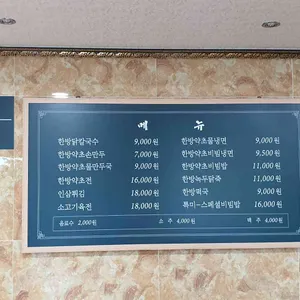 메 뉴
한방닭칼국수 9,000원
한방약초손만두 7,000원
한방약초물만두국 9,000원
한방약초전 16,000원
인삼튀김 18,000원
소고기육전 18,000원
한방약초물냉면 9,000원
한방약초비빔냉면 9,500원
한방약초비빔밥 11,000원
한방녹두닭죽 11,000원
한방떡국 9,000원
특미-스페셜비빔밥 16,000원
음료수 2,000원 소 주 4,000원 맥 주 4,000원